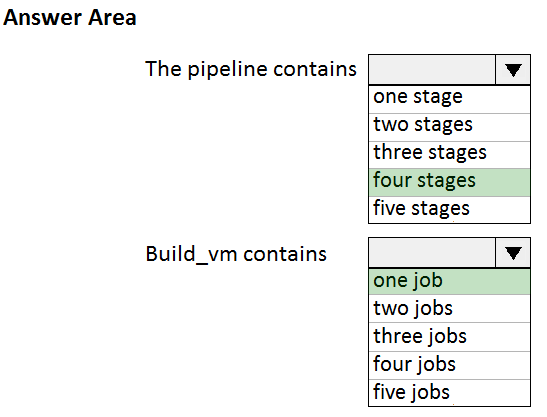 Answer Area
The pipeline contains
one stage
two stages
three stages
four stages
five stages
Build_vm contains
one job
two jobs
three jobs
four jobs
five jobs